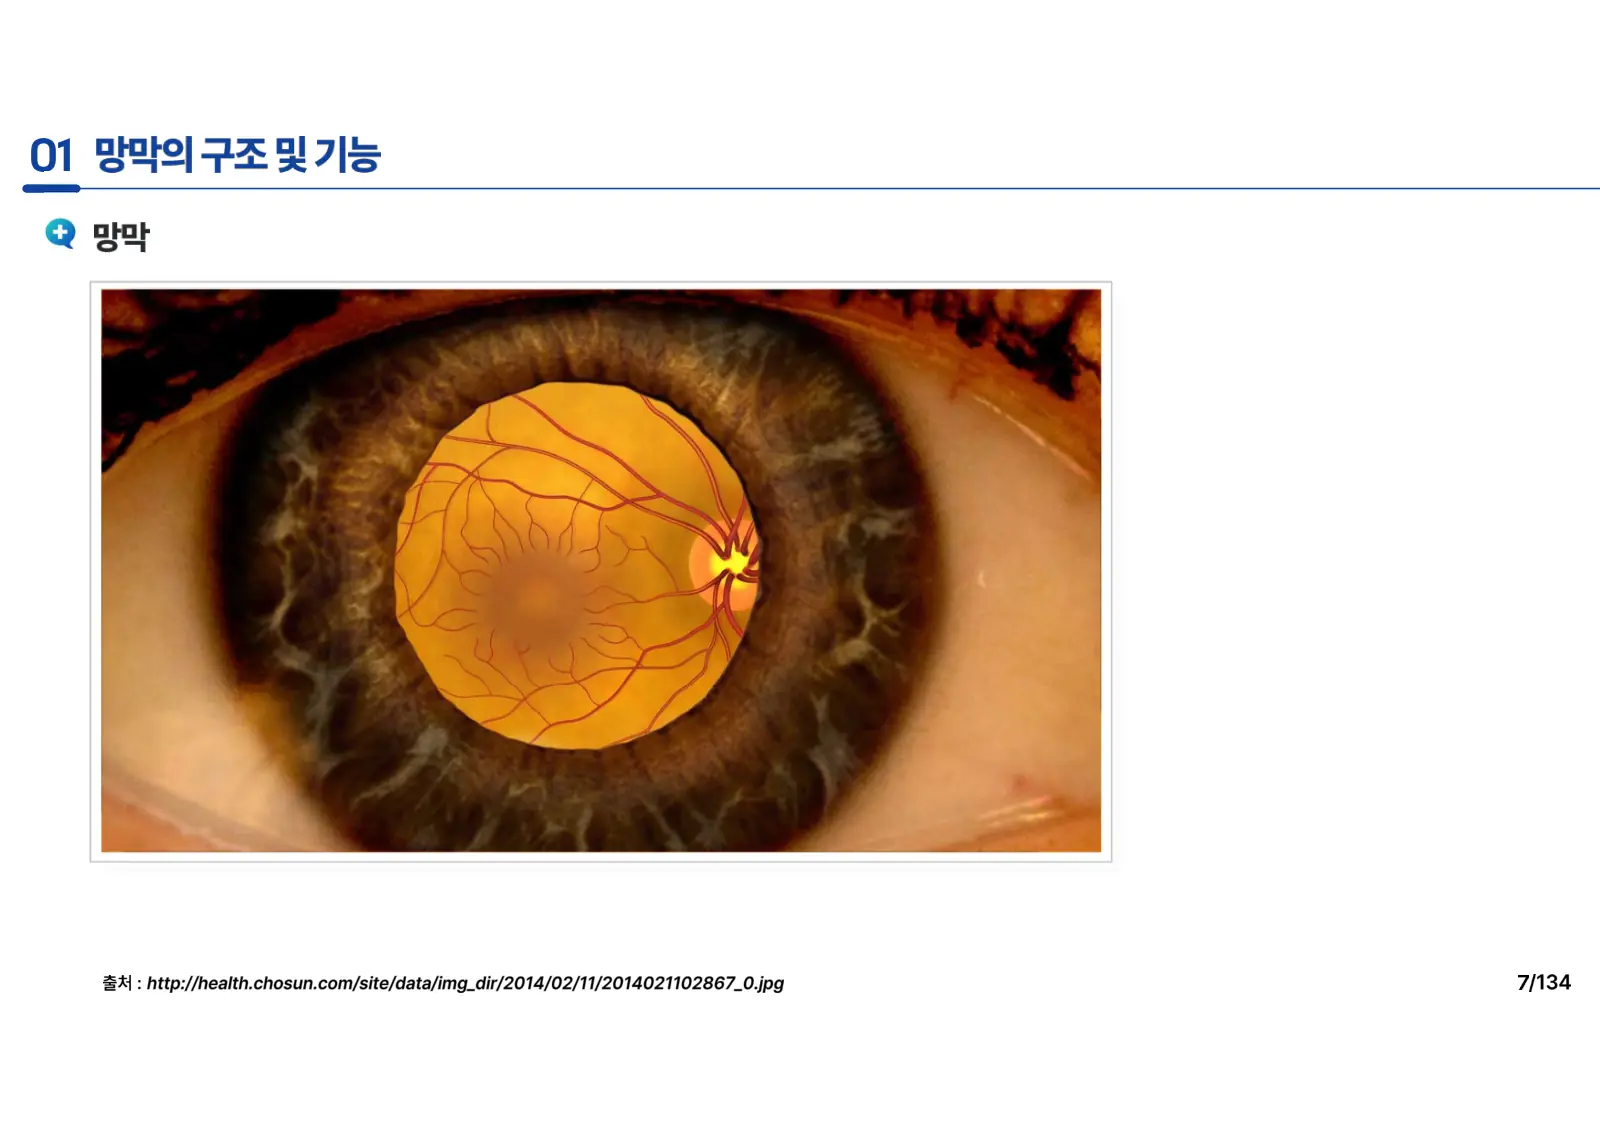 01 망막의 구조 및 기능
망막
출처 : http://health.chosun.com/site/data/img_dir/2014/02/11/2014021102867_0.jpg
7/134